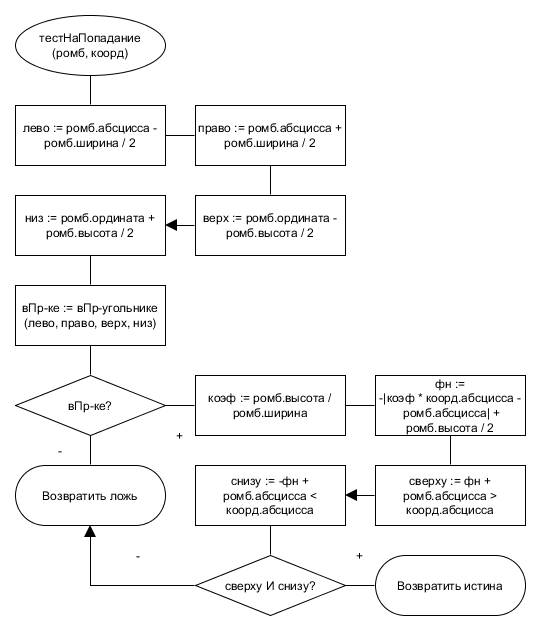 тестНаПопадание
(ромб, коорд)
лево := ромб.абсцисса -
ромб.ширина / 2
право := ромб.абсцисса +
ромб.ширина / 2
верх := ромб.ордината -
ромб.высота / 2
низ := ромб.ордината +
ромб.высота / 2
вПр-ке := вПр-угольнике
(лево, право, верх, низ)
вПр-ке?
+
-
коэф := ромб.высота /
ромб.ширина
фн :=
-|коэф * коорд.абсцисса -
ромб.абсцисса| +
ромб.высота / 2
сверху := фн +
ромб.абсцисса >
коорд.абсцисса
снизу := -фн +
ромб.абсцисса <
коорд.абсцисса
Возвратить ложь
сверху И снизу?
-
+
Возвратить истина